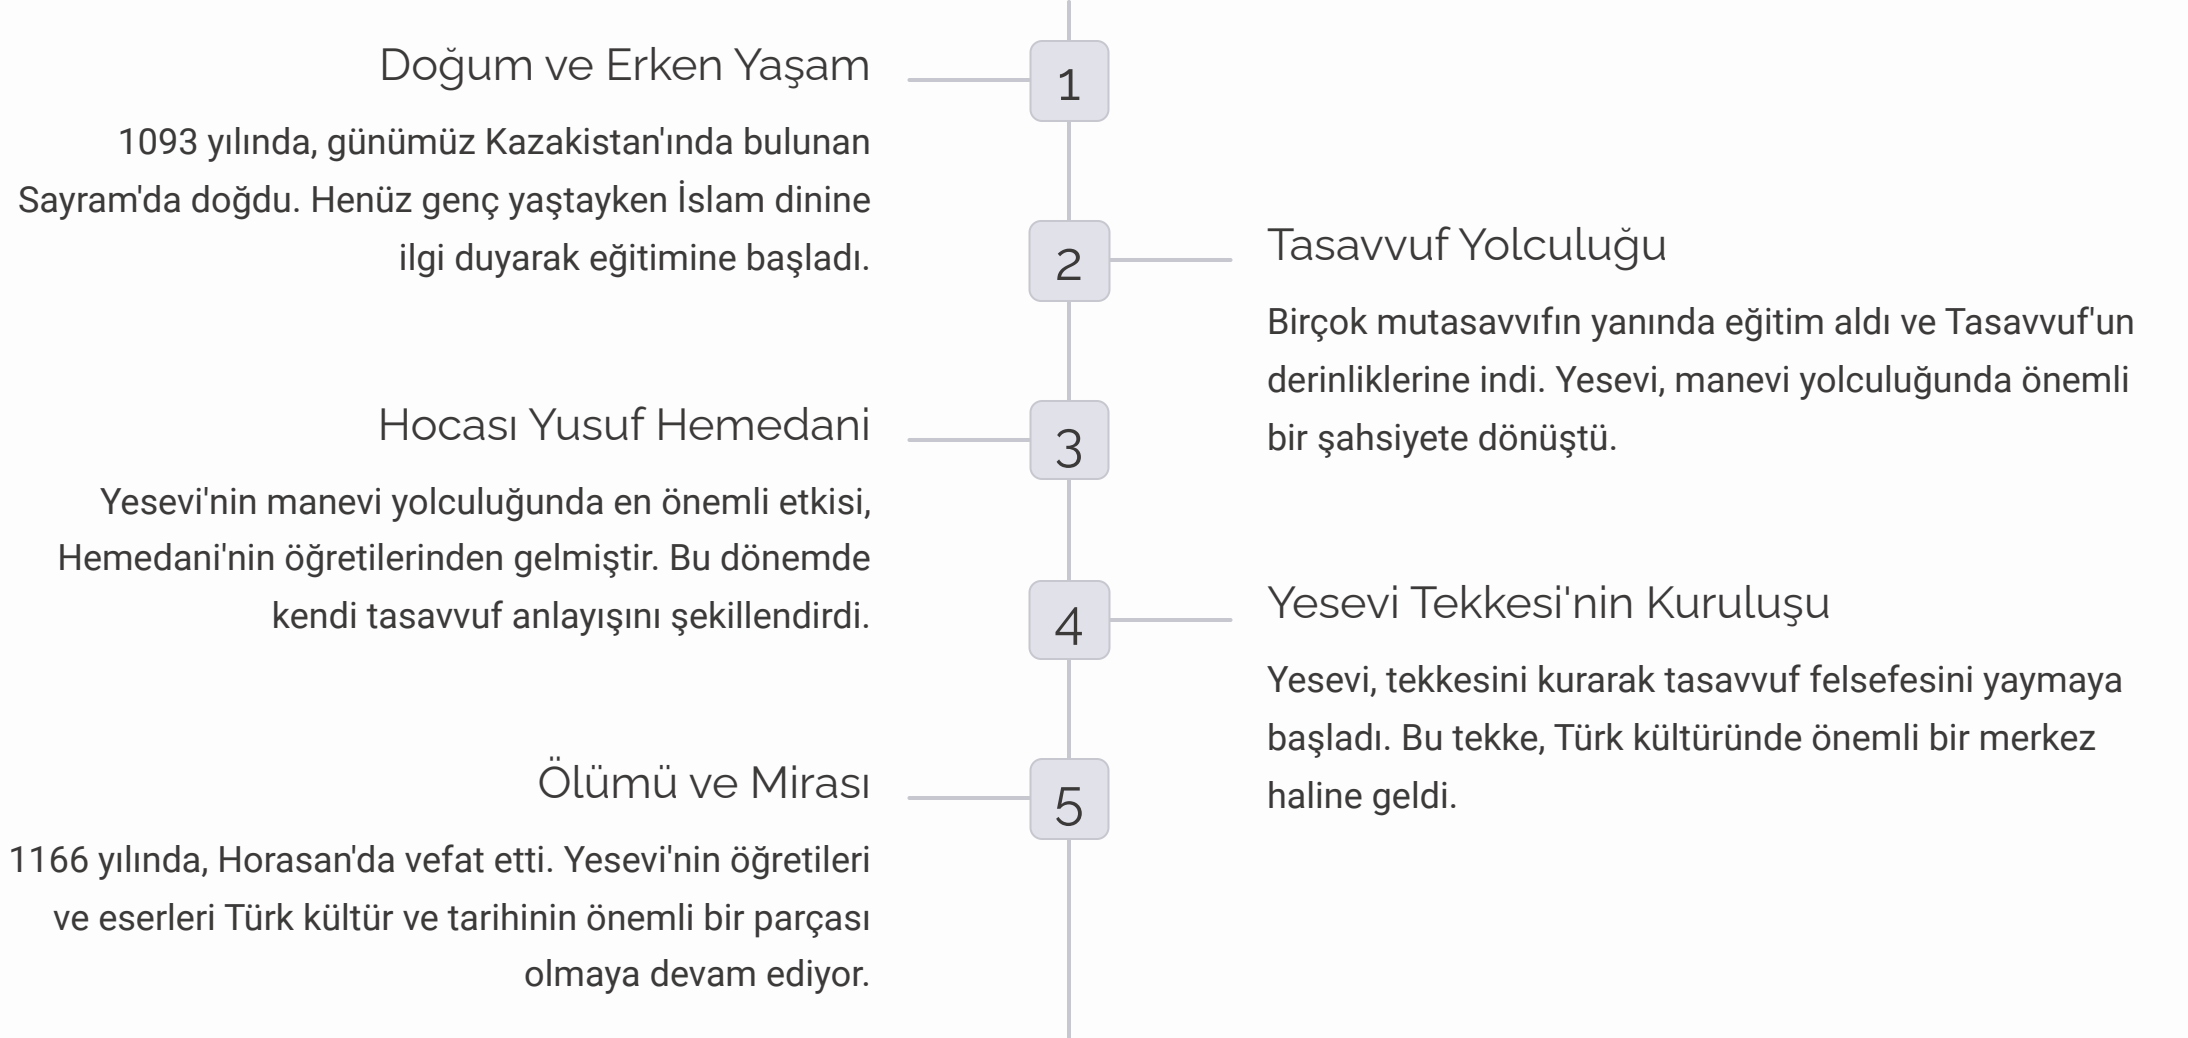 1
Doğum ve Erken Yaşam
1093 yılında, günümüz Kazakistan'ında bulunan
Sayram'da doğdu. Henüz genç yaştayken İslam dinine
ilgi duyarak eğitimine başladı.
2
Tasavvuf Yolculuğu
Birçok mutasavvıfın yanında eğitim aldı ve Tasavvuf'un
derinliklerine indi. Yesevi, manevi yolculuğunda önemli
bir şahsiyete dönüştü.
3
Hocası Yusuf Hemedani
Yesevi'nin manevi yolculuğunda en önemli etkisi,
Hemedani'nin öğretilerinden gelmiştir. Bu dönemde
kendi tasavvuf anlayışını şekillendirdi.
4
Yesevi Tekkesi'nin Kuruluşu
Yesevi, tekkesini kurarak tasavvuf felsefesini yaymaya
başladı. Bu tekke, Türk kültüründe önemli bir merkez
haline geldi.
5
Ölümü ve Mirası
1166 yılında, Horasan'da vefat etti. Yesevi'nin öğretileri
ve eserleri Türk kültür ve tarihinin önemli bir parçası
olmaya devam ediyor.